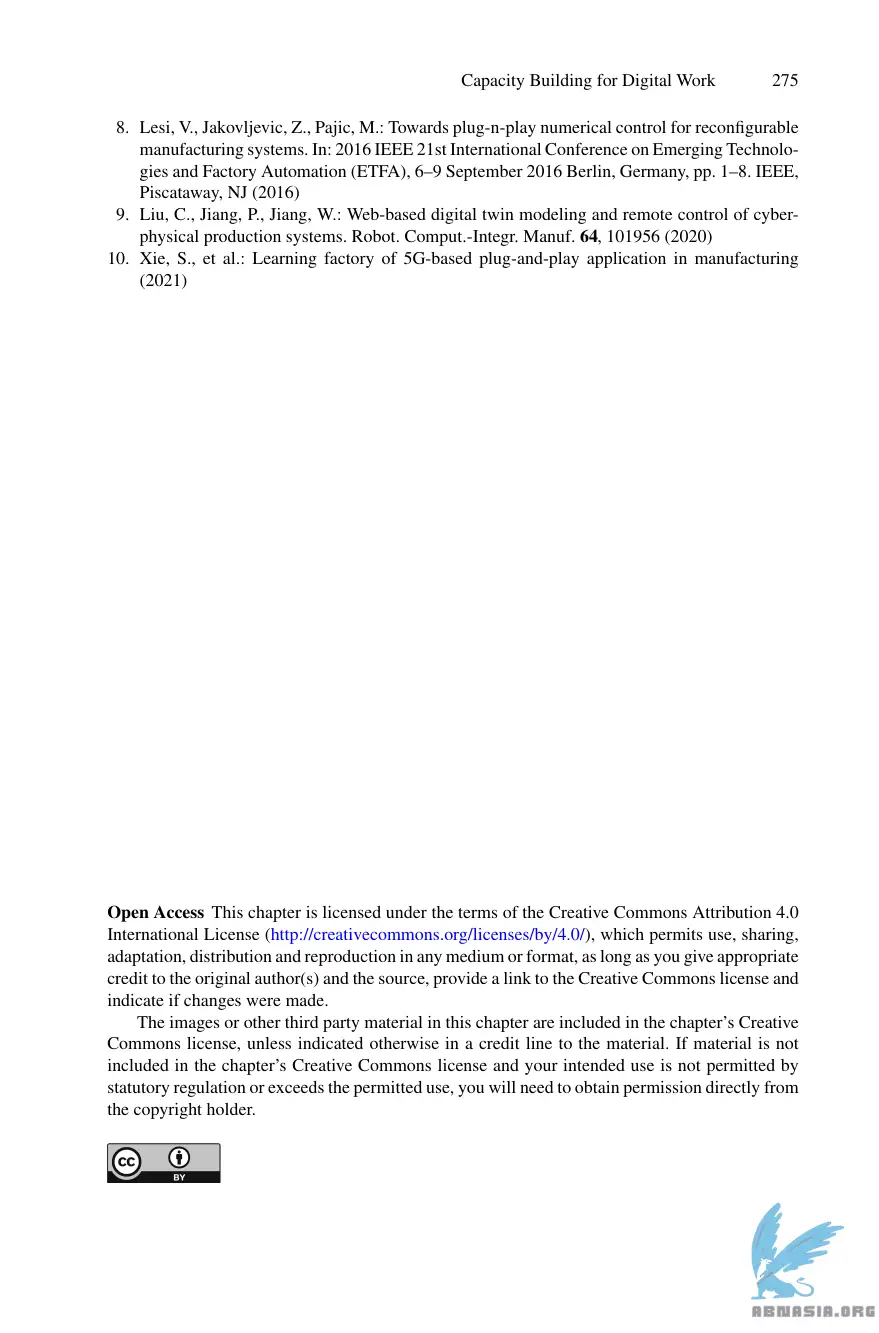 Capacity Building for Digital Work 275
8. Lesi, V., Jakovljevic, Z., Pajic, M.: Towards plug-n-play numerical control for reconfigurable
manufacturing systems. In: 2016 IEEE 21st International Conference on Emerging Technolo-
gies and Factory Automation (ETFA), 6–9 September 2016 Berlin, Germany, pp. 1–8. IEEE,
Piscataway, NJ (2016)
9. Liu, C., Jiang, P., Jiang, W.: Web-based digital twin modeling and remote control of cyber-
physical production systems. Robot. Comput.-Integr. Manuf. 64, 101956 (2020)
10. Xie, S., et al.: Learning factory of 5G-based plug-and-play application in manufacturing
(2021)
Open Access This chapter is licensed under the terms of the Creative Commons Attribution 4.0
International License (http://creativecommons.org/licenses/by/4.0/), which permits use, sharing,
adaptation, distribution and reproduction in any medium or format, as long as you give appropriate
credit to the original author(s) and the source, provide a link to the Creative Commons license and
indicate if changes were made.
The images or other third party material in this chapter are included in the chapter's Creative
Commons license, unless indicated otherwise in a credit line to the material. If material is not
included in the chapter's Creative Commons license and your intended use is not permitted by
statutory regulation or exceeds the permitted use, you will need to obtain permission directly from
the copyright holder.
cc
BY
ABNASIA.ORG